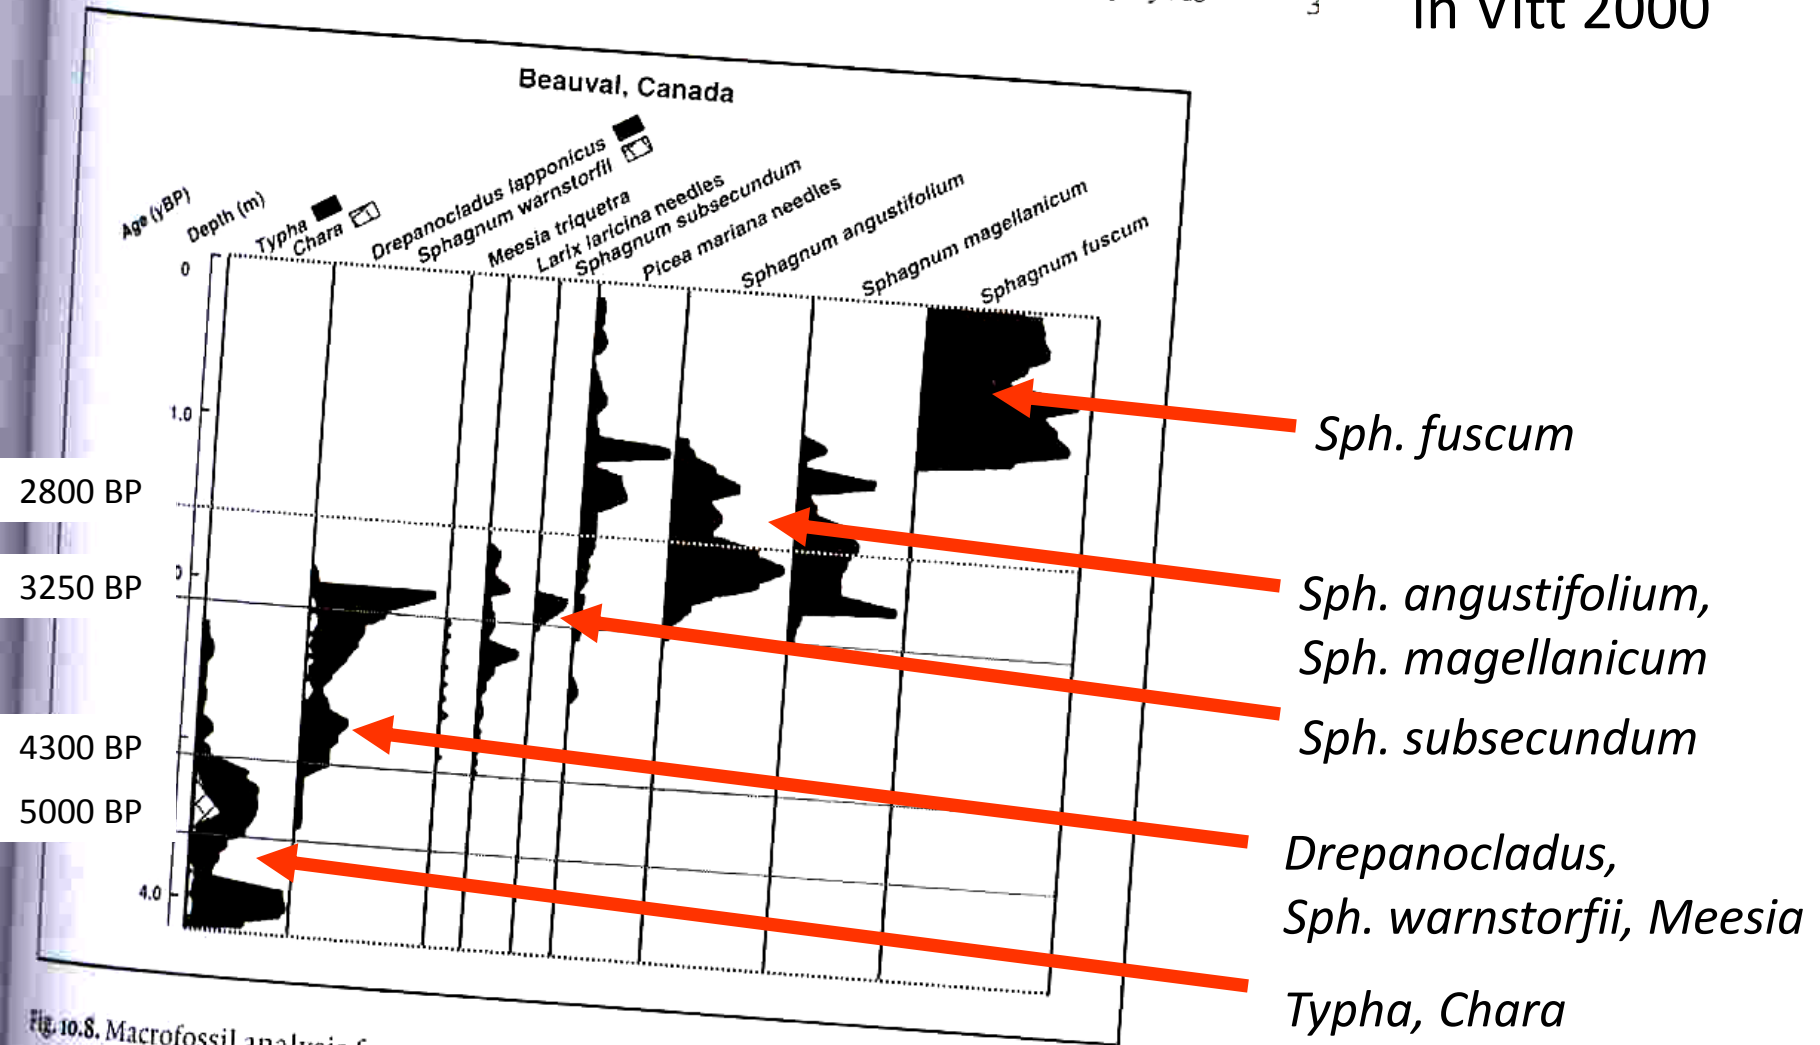 in Vitt 2000
3
Beauval, Canada
Age (yBP)
Depth (m)
Typha
Chara
Drepanocladus lapponicus
Sphagnum warnstorfii
Meesia triquetra
Larix laricina needles
Sphagnum subsecundum
Picea mariana needles
Sphagnum angustifolium
Sphagnum magellanicum
Sphagnum fuscum
0
1.0
2800 BP
3250 BP
4300 BP
5000 BP
4.0
Sph. fuscum
Sph. angustifolium,
Sph. magellanicum
Sph. subsecundum
Drepanocladus,
Sph. warnstorfii, Meesia
Typha, Chara
Fig. 10.8. Macrofossil analysis